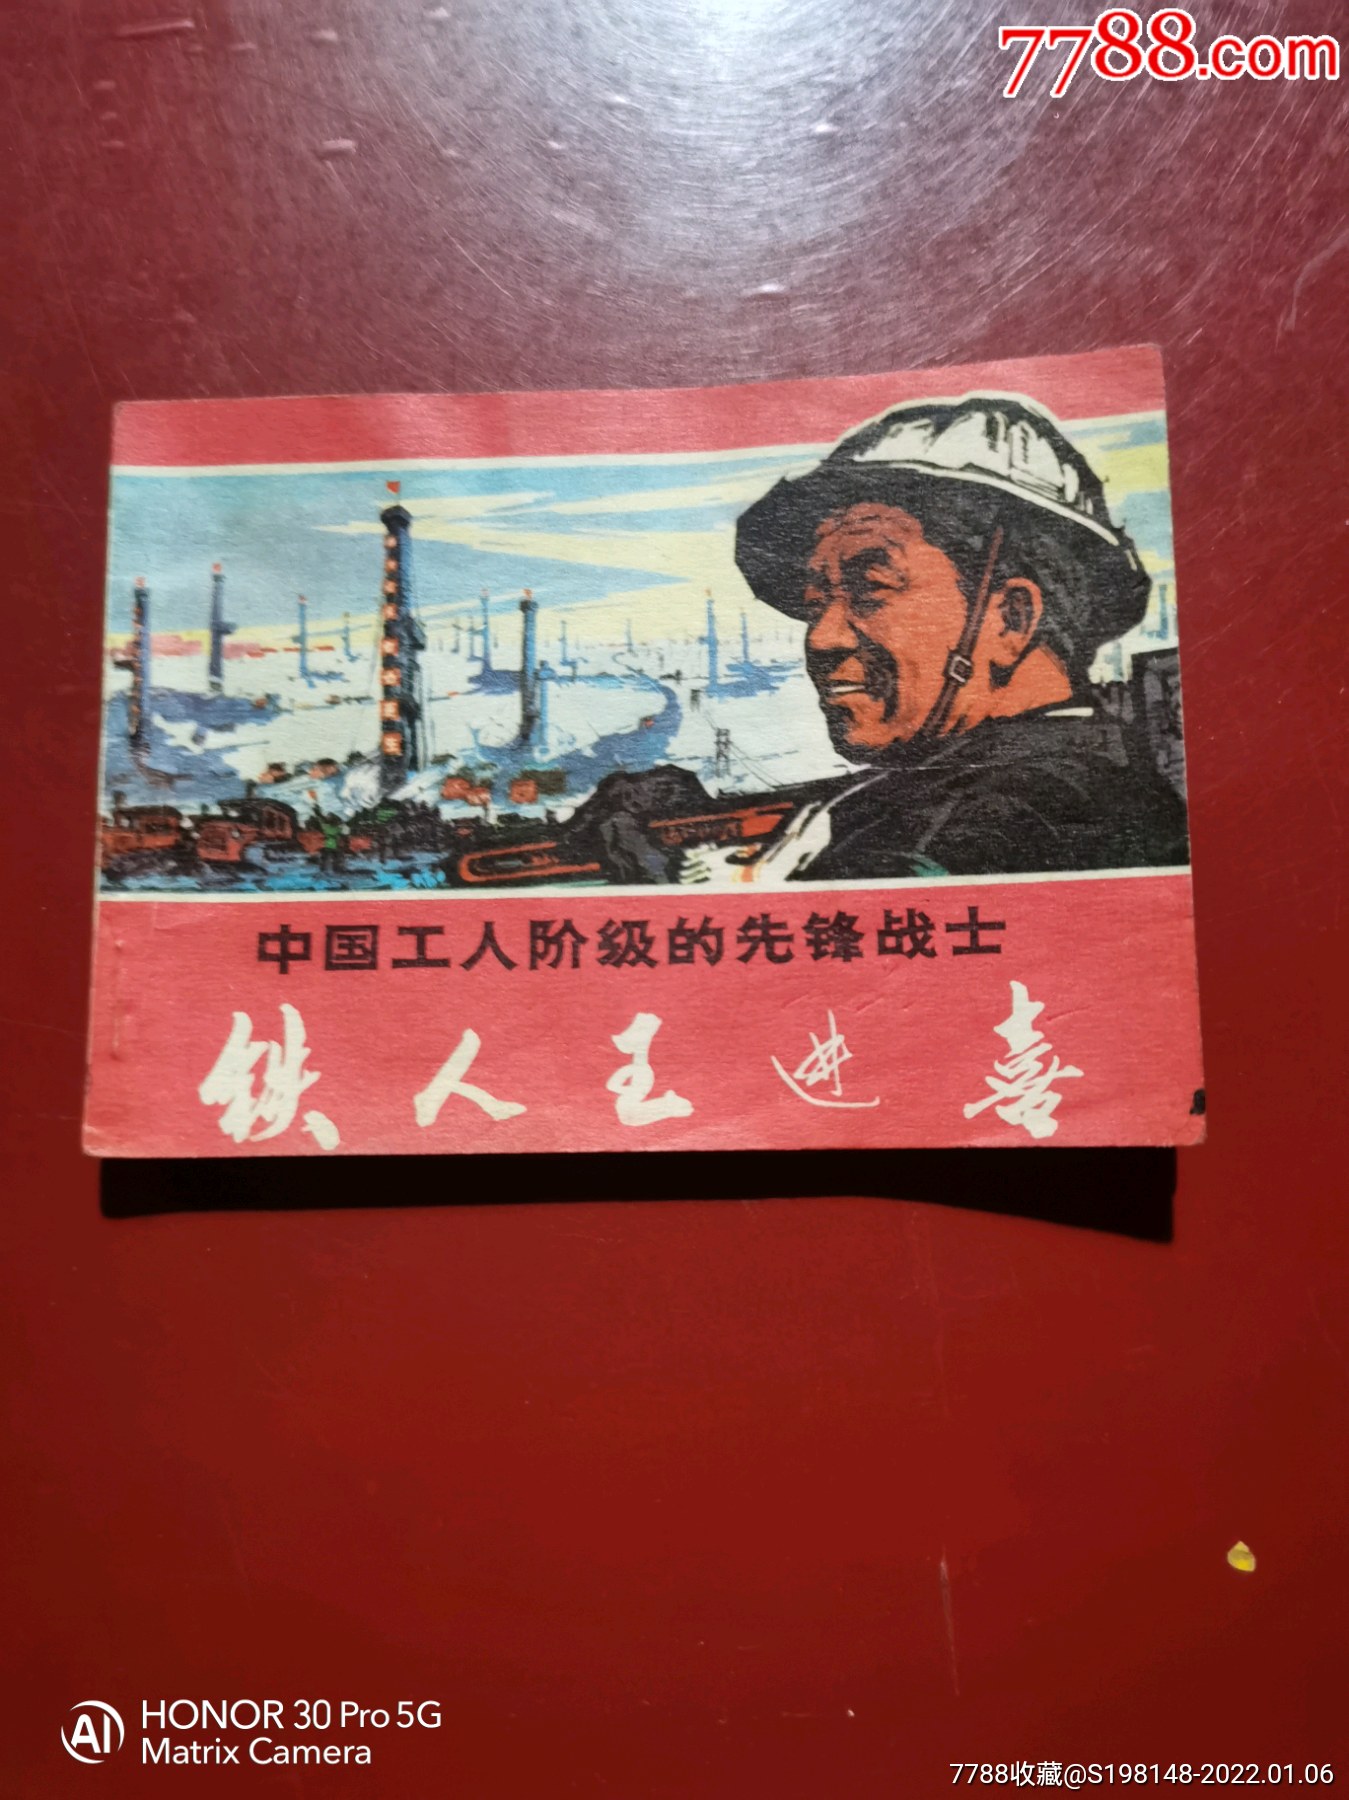 7788.com
中国工人阶级的先锋战士
铁人王进喜
AI HONOR 30 Pro 5G
Matrix Camera
7788收藏@S198148-2022.01.06